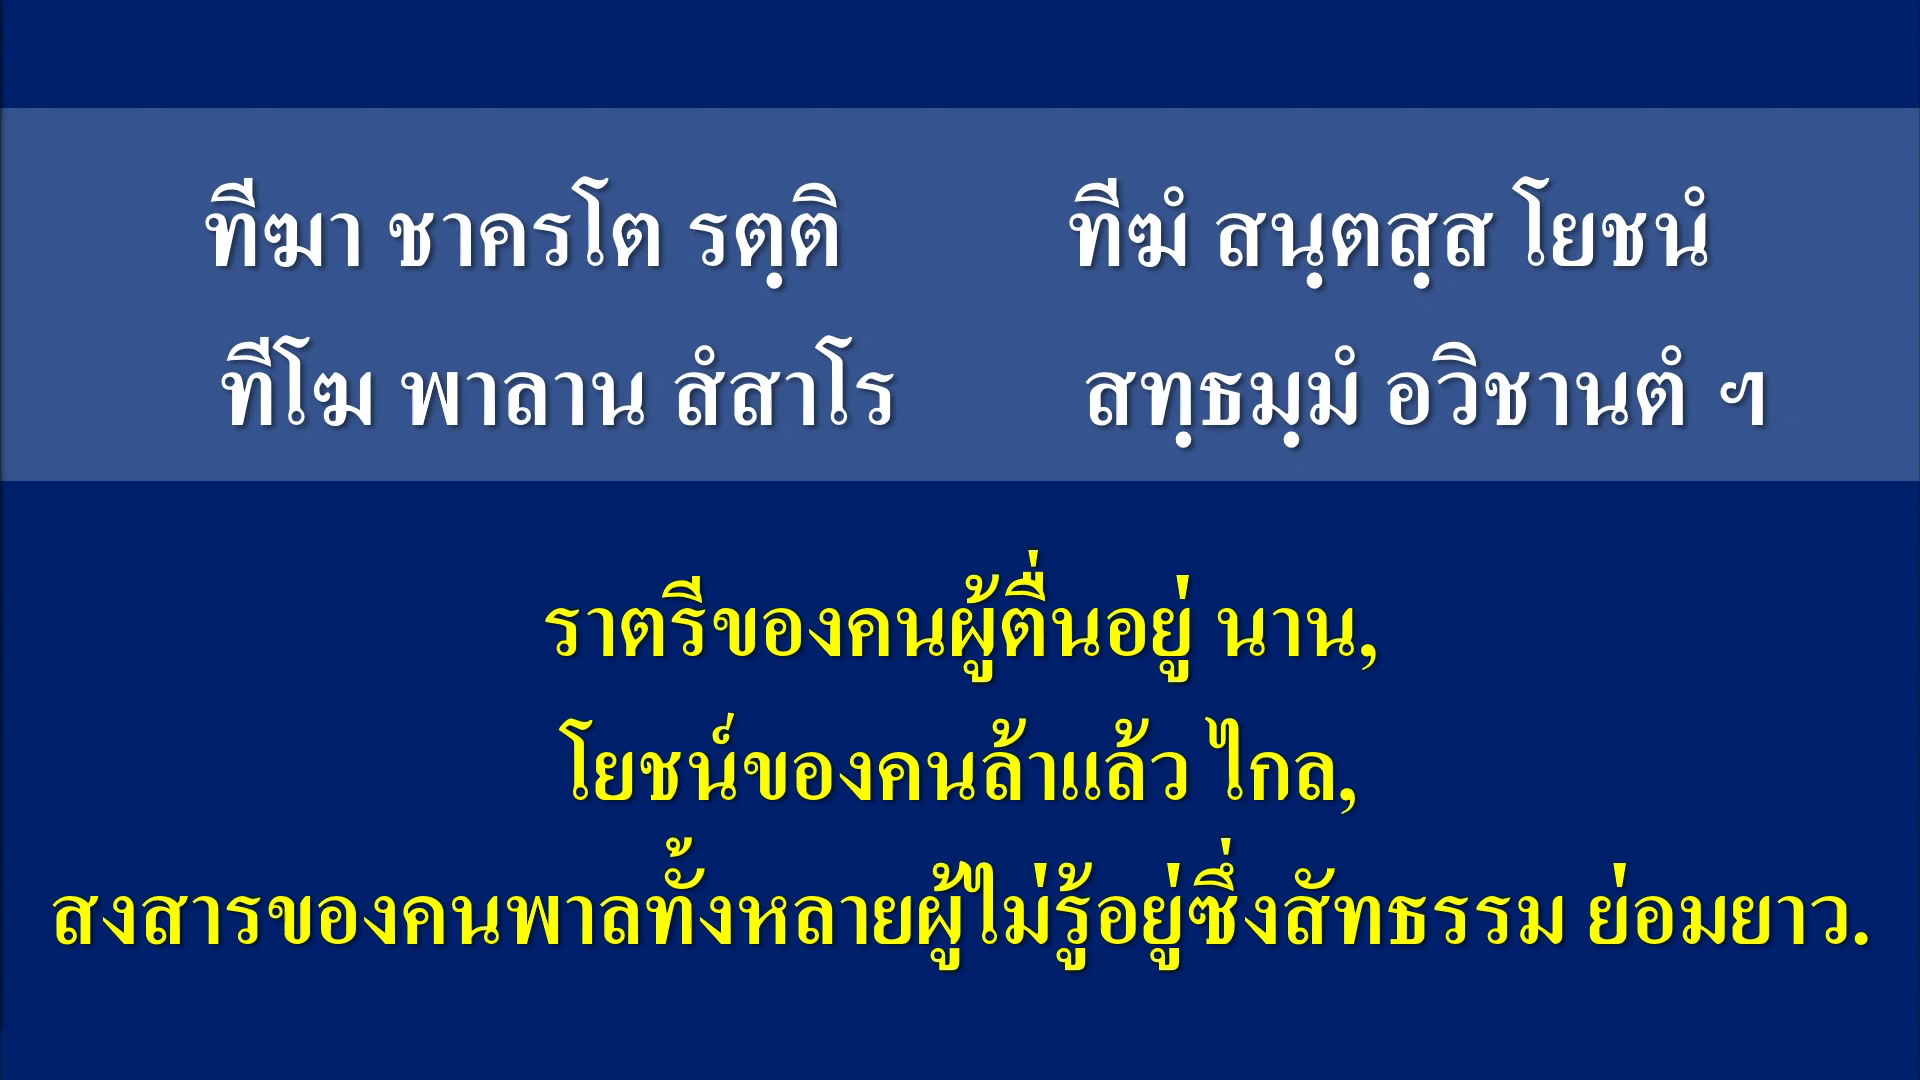 ทีฆา ชาครโต รตฺติ ทีฆํ สนฺตสฺส โยชนํ
ทีโฆ พาลาน สํสาโร สทฺธมฺมํ อวิชานตํ ฯ
ราตรีของคนผู้ตื่นอยู่ นาน,
โยชน์ของคนล้าแล้ว ไกล,
สงสารของคนพาลทั้งหลายผู้ไม่รู้อยู่ซึ่งสัทธรรม ย่อมยาว.